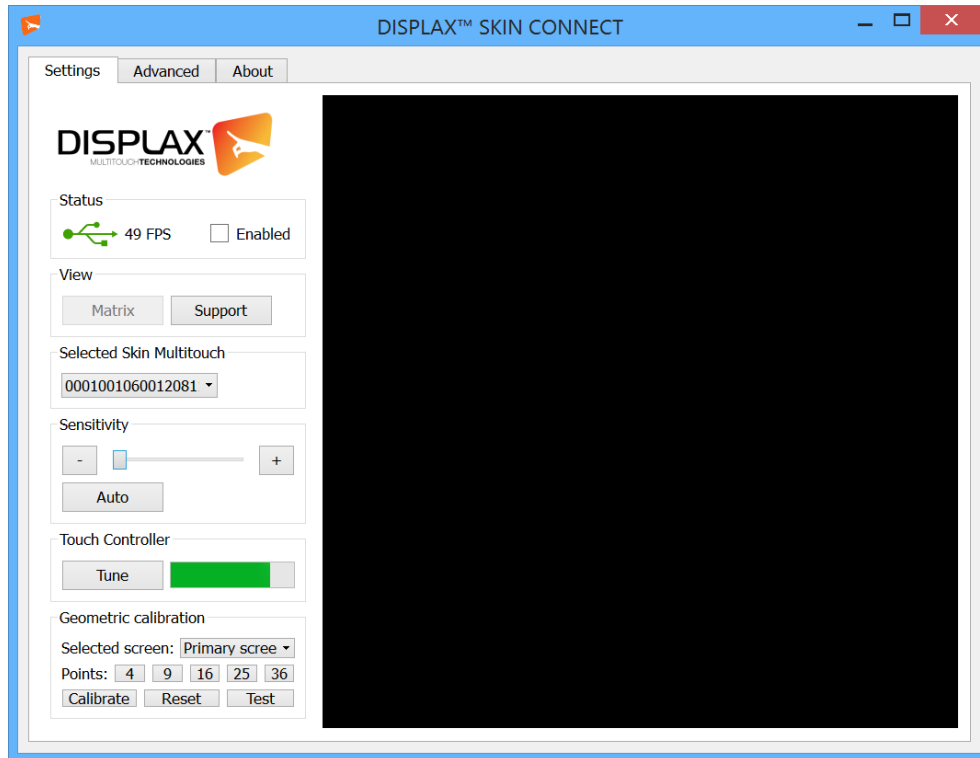 DISPLAX™ SKIN CONNECT
Settings Advanced About
DISPLAX™
MULTITOUCHTECHNOLOGIES
Status
49 FPS Enabled
View
Matrix Support
Selected Skin Multitouch
0001001060012081
Sensitivity
- +
Auto
Touch Controller
Tune
Geometric calibration
Selected screen: Primary scree
Points: 4 9 16 25 36
Calibrate Reset Test